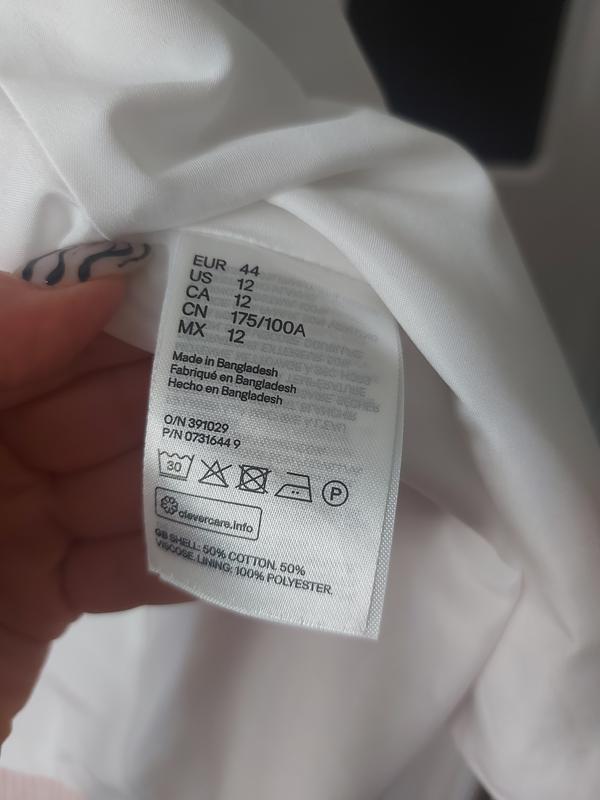 EUR 44
US 12
CA 12
CN 175/100A
MX 12
Made in Bangladesh
Fabriqué en Bangladesh
Hecho en Bangladesh
O/N 391029
P/N 0731644 9
30 P
clevercare.info
GB SHELL: 50% COTTON. 50%
VISCOSE. LINING: 100% POLYESTER.